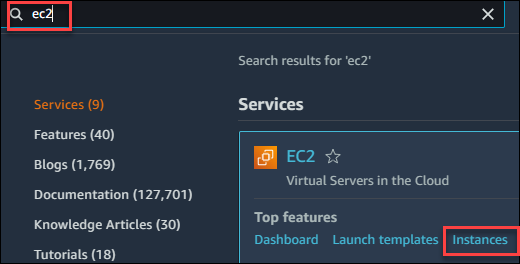 ec2
Search results for 'ec2'
Services (9)
Services
Features (40)
EC2
Blogs (1,769)
Virtual Servers in the Cloud
Documentation (127,701)
Top features
Knowledge Articles (30)
Dashboard Launch templates Instances
Tutorials (18)